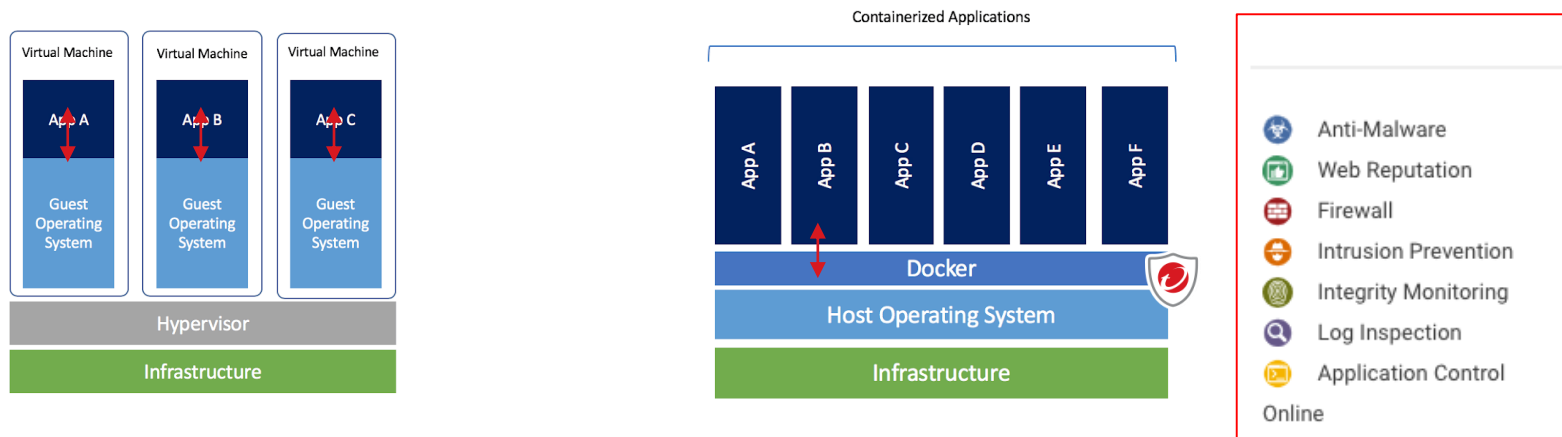 Virtual Machine
App A
Guest
Operating
System
Virtual Machine
App B
Guest
Operating
System
Virtual Machine
App C
Guest
Operating
System
Hypervisor
Infrastructure
Containerized Applications
App A
App B
App C
App D
App E
App F
Docker
Host Operating System
Infrastructure
Anti-Malware
Web Reputation
Firewall
Intrusion Prevention
Integrity Monitoring
Log Inspection
Application Control
Online